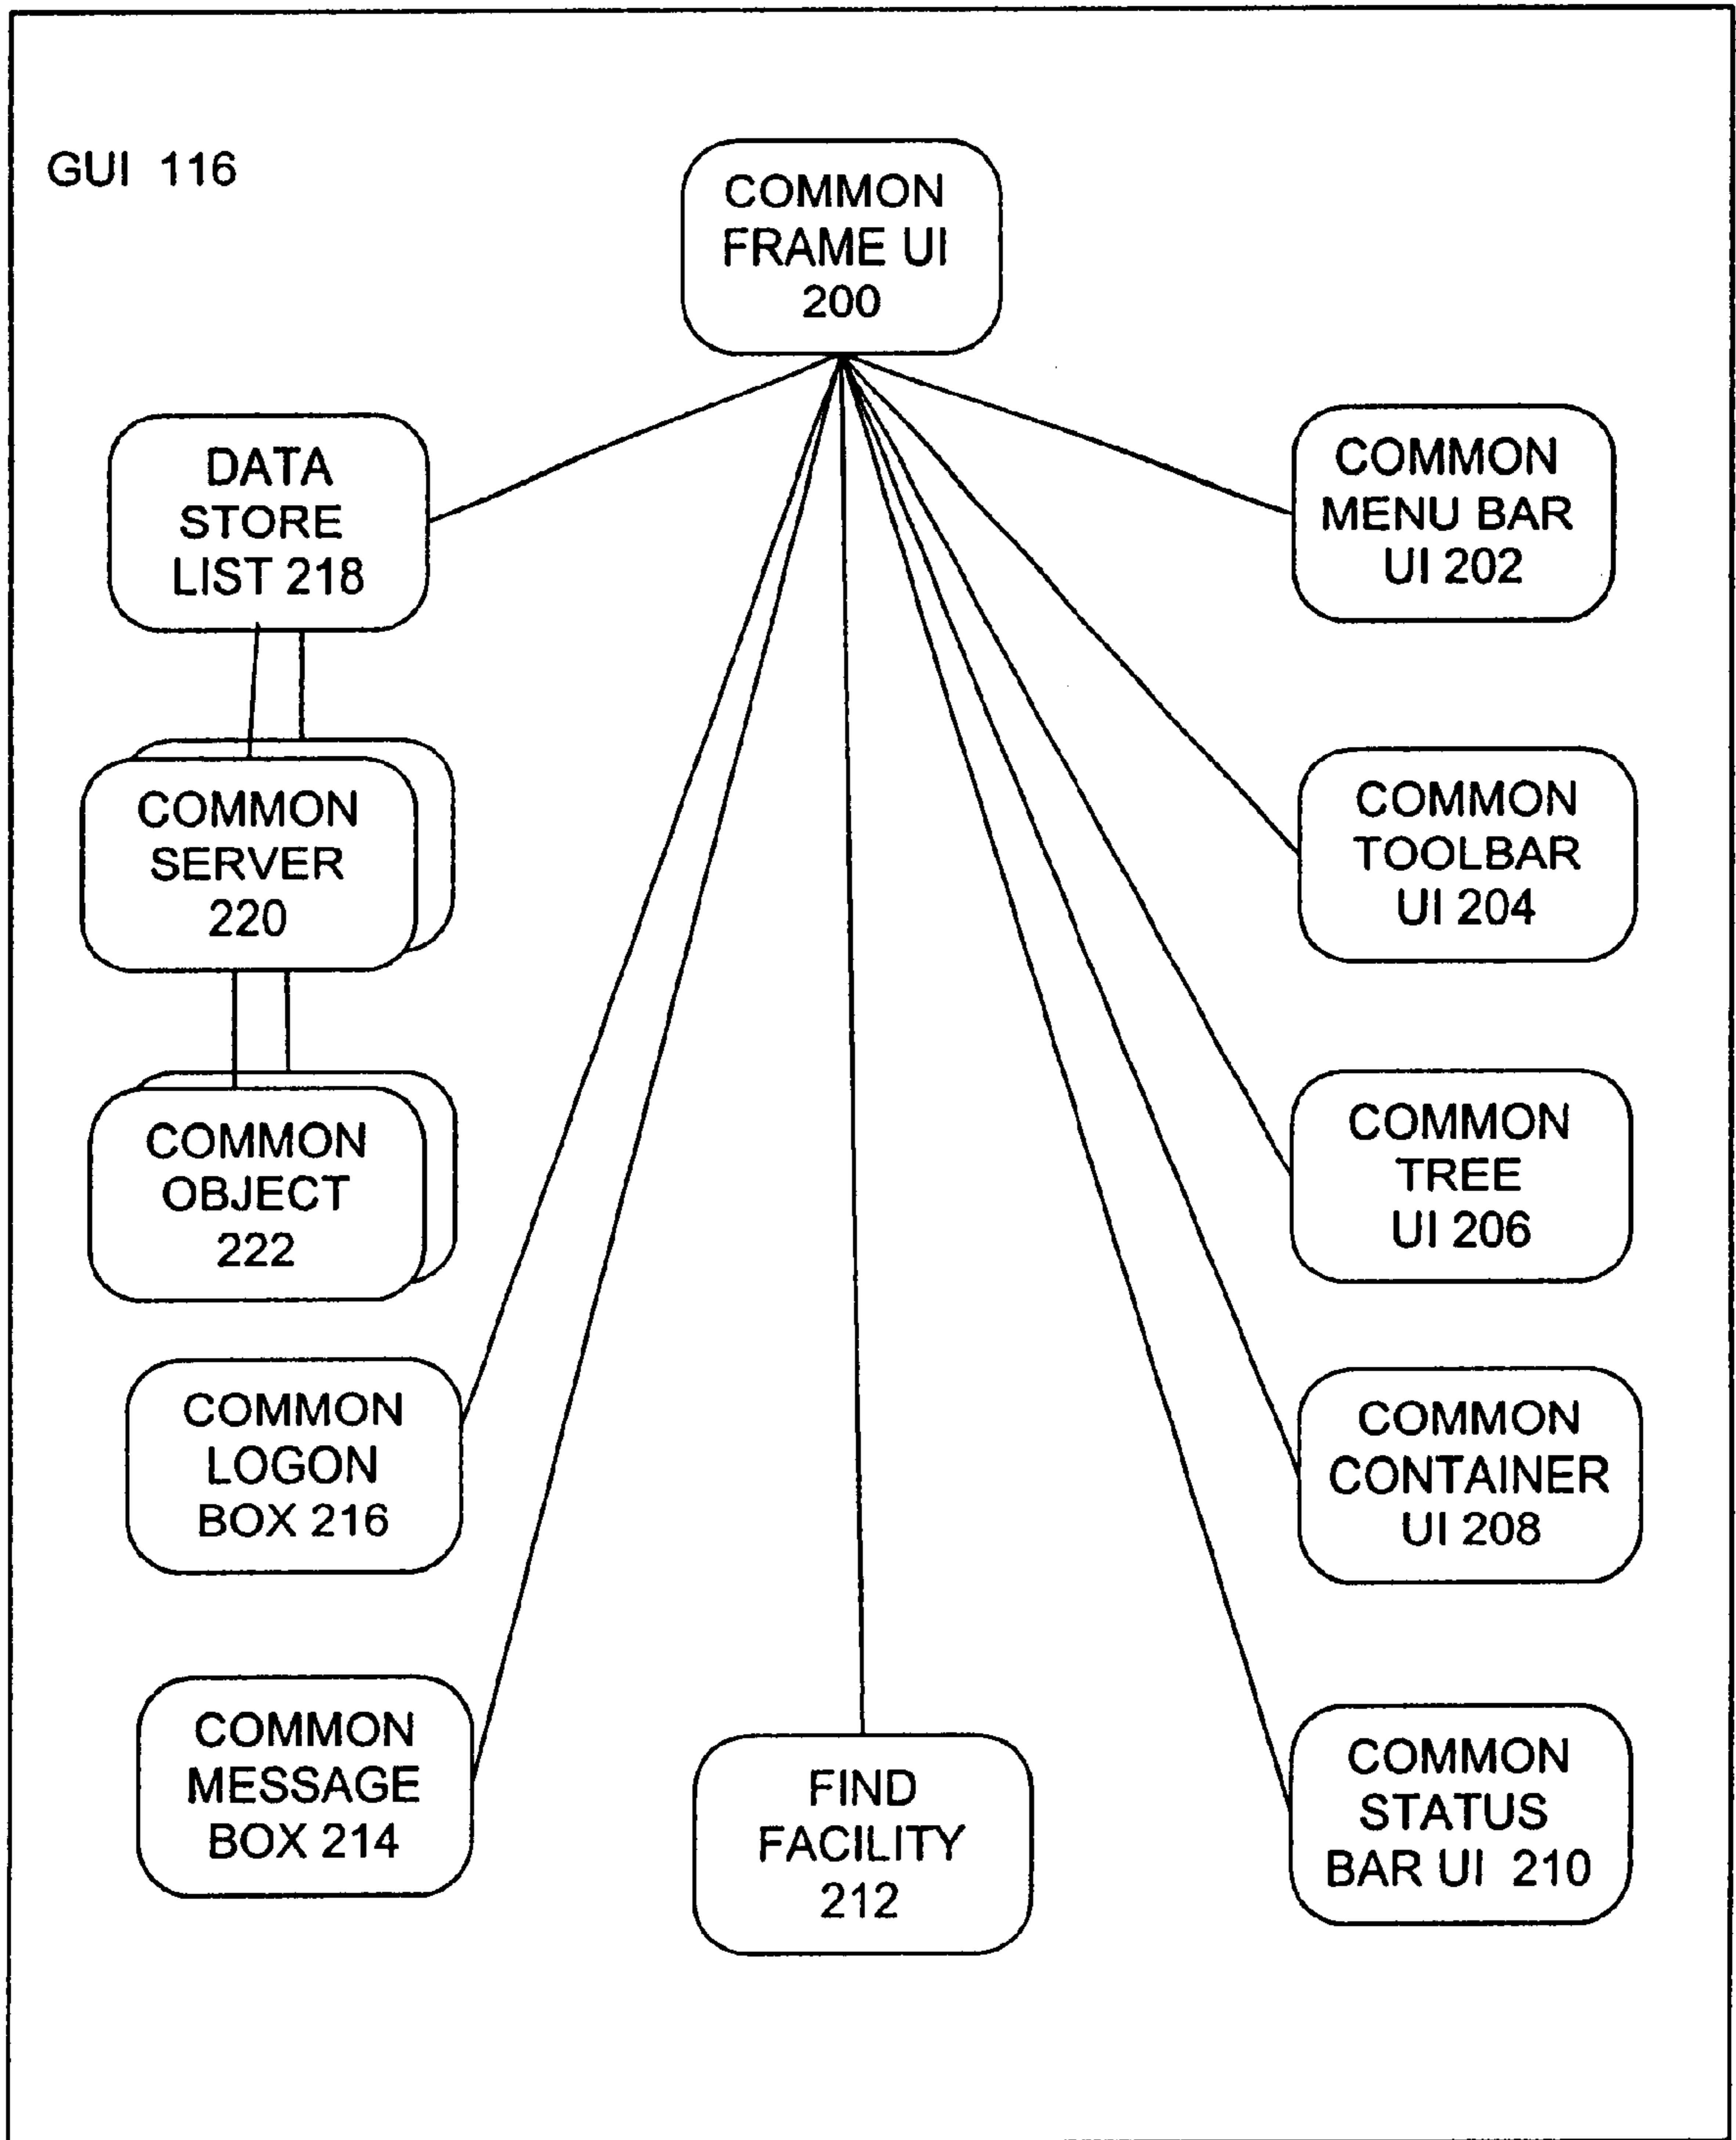 GUI 116
COMMON
FRAME UI
200
DATA
STORE
LIST 218
COMMON
MENU BAR
UI 202
COMMON
SERVER
220
COMMON
TOOLBAR
UI 204
COMMON
OBJECT
222
COMMON
TREE
UI 206
COMMON
LOGON
BOX 216
COMMON
CONTAINER
UI 208
COMMON
MESSAGE
BOX 214
FIND
FACILITY
212
COMMON
STATUS
BAR UI 210